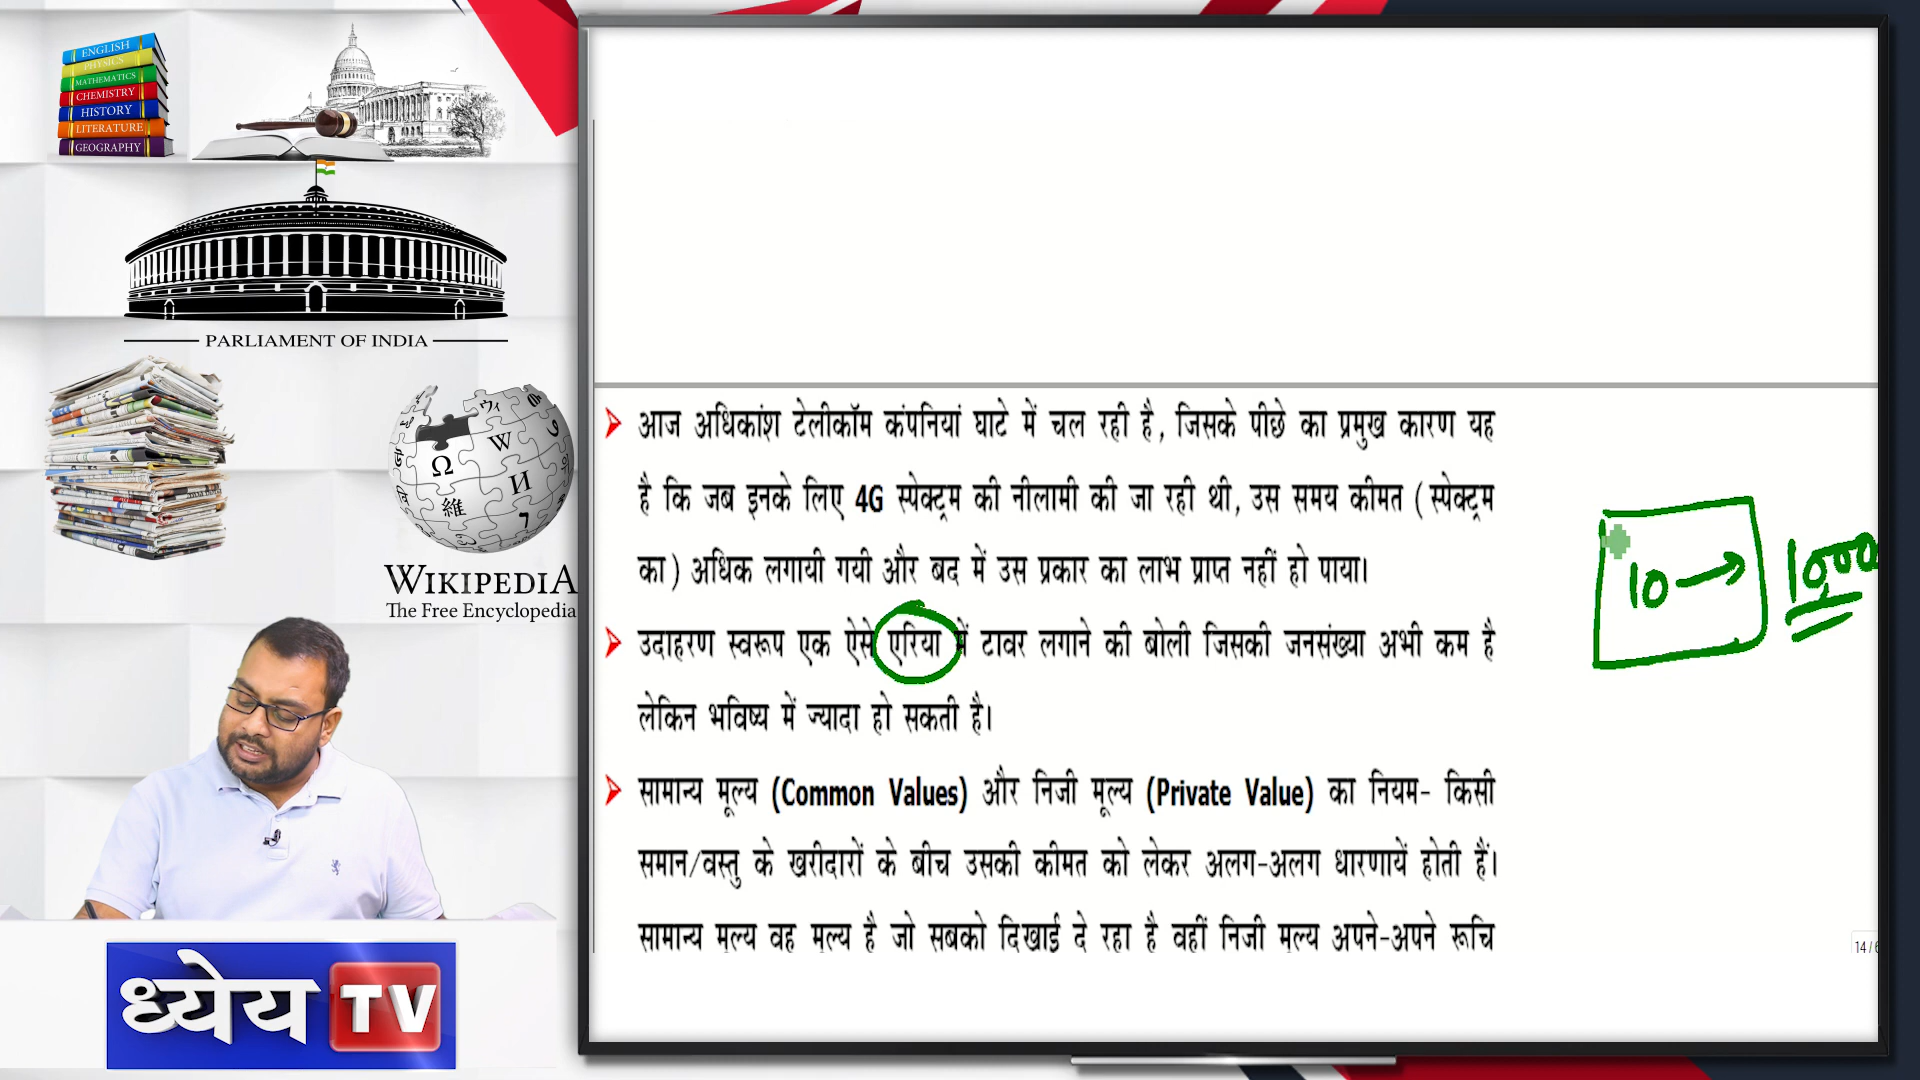 ENGLISH
PHYSICS
MATHEMATICS
CHEMISTRY
HISTORY
LITERATURE
GEOGRAPHY
PARLIAMENT OF INDIA
Ω W И 維 7
WIKIPEDIA
The Free Encyclopedia
ध्येय TV
आज अधिकांश टेलीकॉम कंपनियां घाटे में चल रही है, जिसके पीछे का प्रमुख कारण यह
है कि जब इनके लिए 4G स्पेक्ट्रम की नीलामी की जा रही थी, उस समय कीमत (स्पेक्ट्रम
का) अधिक लगायी गयी और बद में उस प्रकार का लाभ प्राप्त नहीं हो पाया।
उदाहरण स्वरूप एक ऐसे एरिया में टावर लगाने की बोली जिसकी जनसंख्या अभी कम है
लेकिन भविष्य में ज्यादा हो सकती है।
सामान्य मूल्य (Common Values) और निजी मूल्य (Private Value) का नियम- किसी
समान/वस्तु के खरीदारों के बीच उसकी कीमत को लेकर अलग-अलग धारणायें होती हैं।
सामान्य मूल्य वह मूल्य है जो सबको दिखाई दे रहा है वहीं निजी मूल्य अपने-अपने रूचि
10 → 1000
14/6